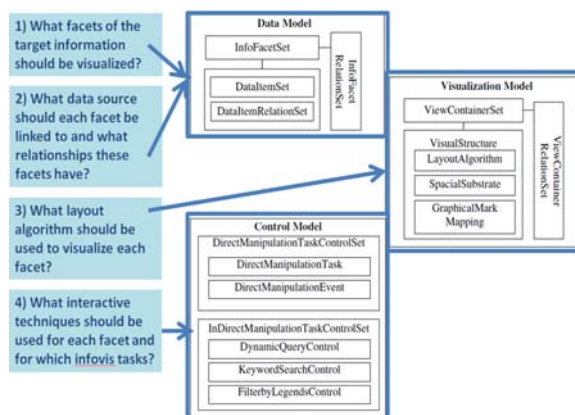 1) What facets of the
target information
should be visualized?
2) What data source
should each facet be
linked to and what
relationships these
facets have?
3) What layout
algorithm should be
used to visualize each
facet?
4) What interactive
techniques should be
used for each facet and
for which infovis tasks?
Data Model
InfoFacetSet
DataItemSet
DataItemRelationSet
InfoFacet
RelationSet
Visualization Model
ViewContainerSet
VisualStructure
LayoutAlgorithm
SpacialSubstrate
GraphicalMark
Mapping
ViewContainer
RelationSet
Control Model
DirectManipulationTaskControlSet
DirectManipulationTask
DirectManipulationEvent
InDirectManipulationTaskControlSet
DynamicQueryControl
KeywordSearchControl
FilterbyLegendsControl